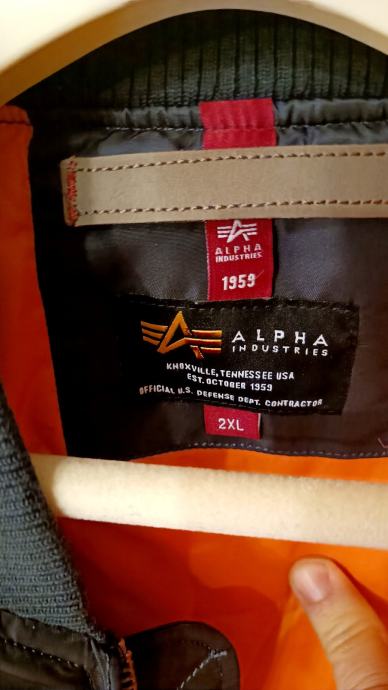 ALPHA
INDUSTRIES
1959
ALPHA
INDUSTRIES
KNOXVILLE, TENNESSEE USA
EST. OCTOBER 1959
OFFICIAL U.S. DEFENSE DEPT. CONTRACTOR
2XL